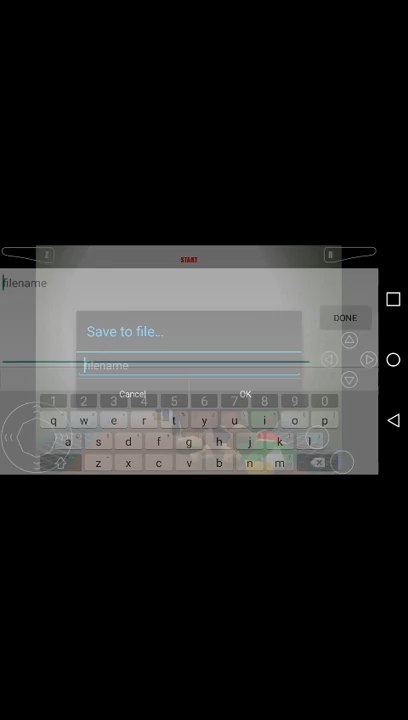 Z
R
START
filename
DONE
Save to file...
filename
Cancel
OK
1 2 3 4 5 6 7 8 9 0
q w e r t y u i o p
a s d f g h j k l
z x c v b n m